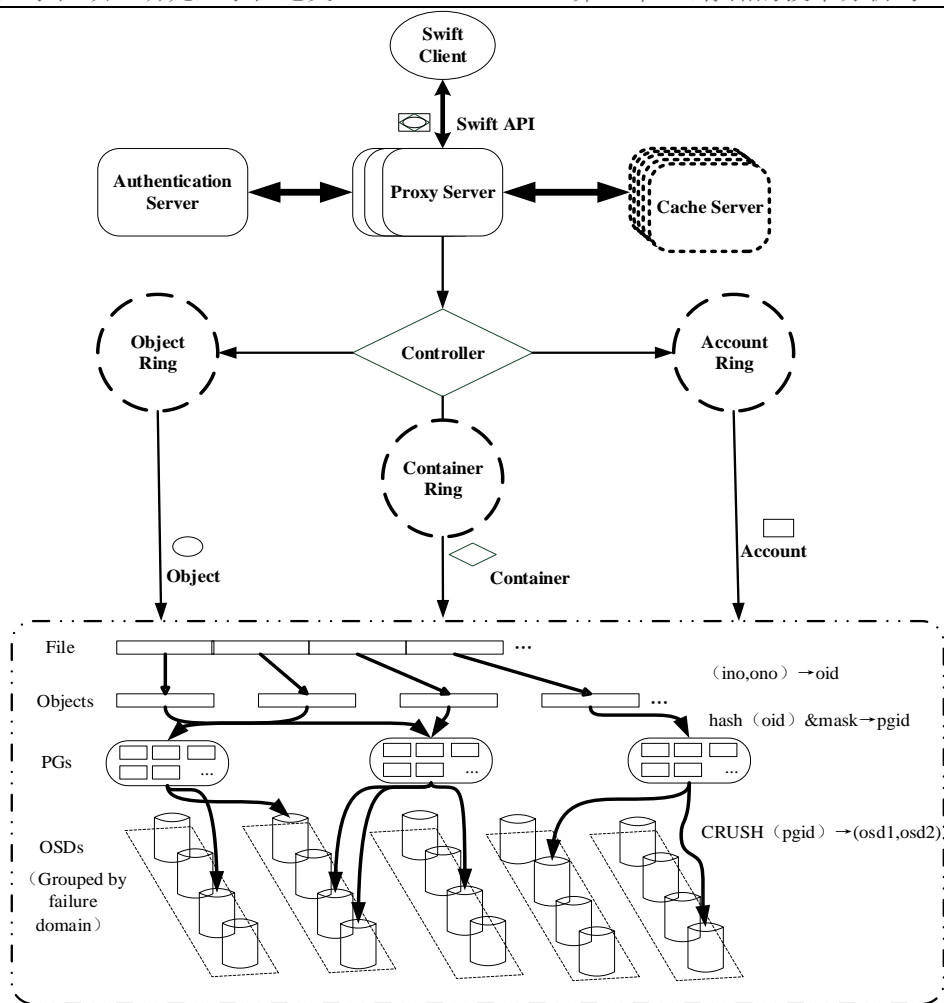 Swift
Client
Swift API
Authentication
Server
Proxy Server
Cache Server
Object
Ring
Controller
Account
Ring
Container
Ring
Object
Container
Account
File
...
(ino,ono)→oid
Objects
...
hash(oid)&mask→pgid
PGs
...
...
...
OSDs
CRUSH(pgid)→(osd1,osd2)
(Grouped by
failure
domain)